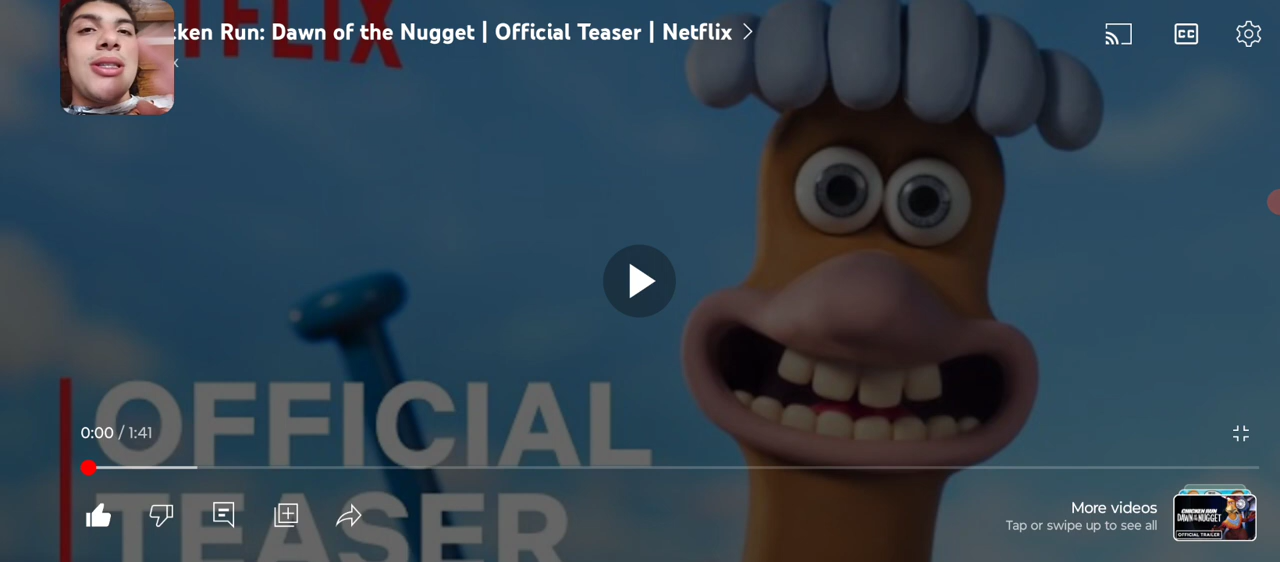 cken Run: Dawn of the Nugget | Official Teaser | Netflix
x
CC
OFFICIAL
TEASER
0:00 / 1:41
More videos
Tap or swipe up to see all
CHICKEN RUN
DAWN OF THE NUGGET
OFFICIAL TRAILER